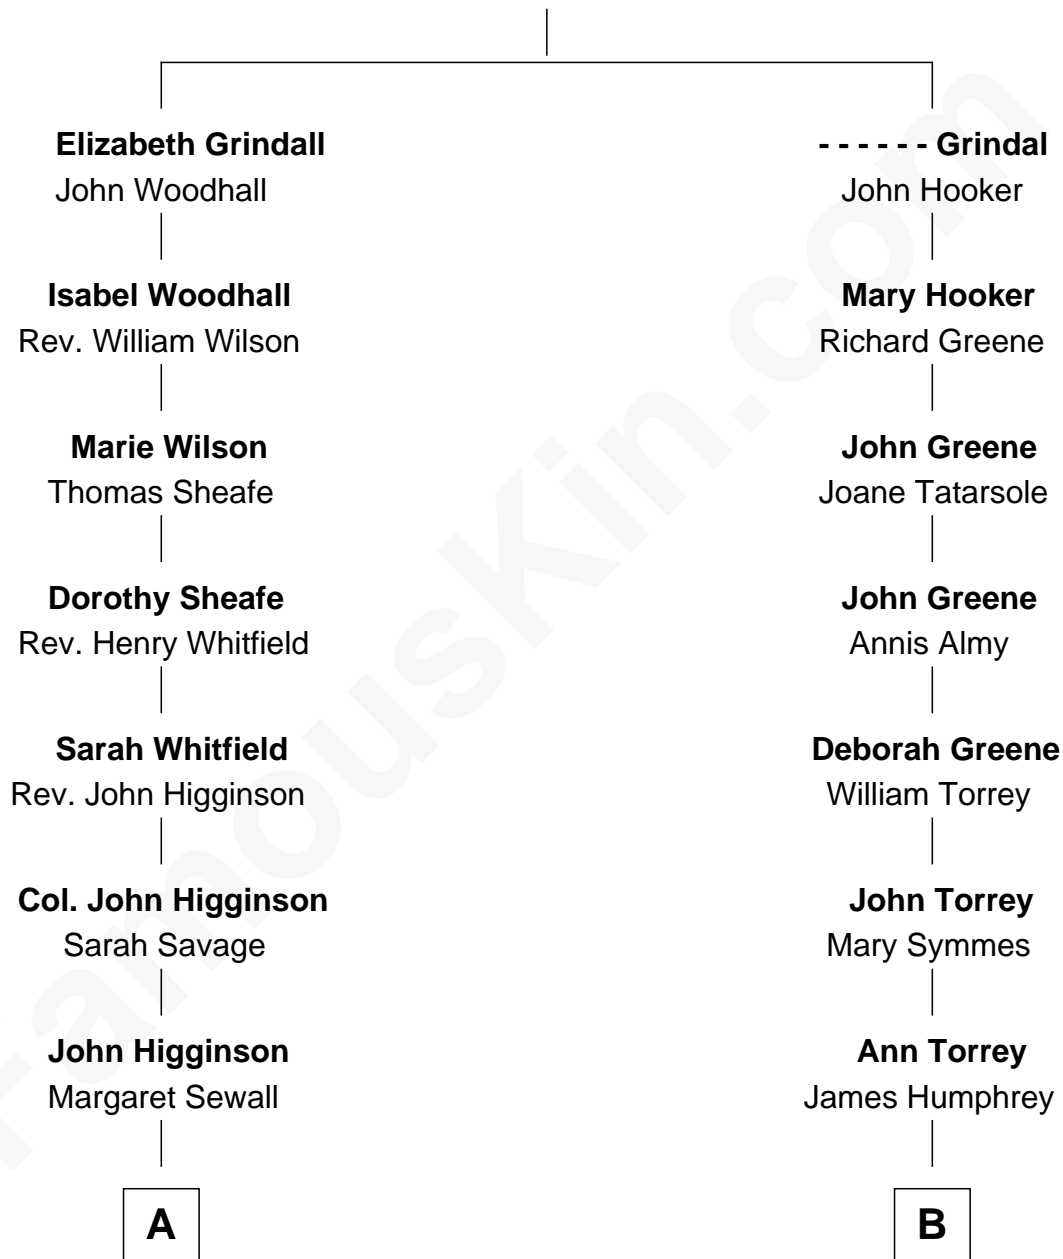 Elizabeth Grindall
John Woodhall
Isabel Woodhall
Rev. William Wilson
Marie Wilson
Thomas Sheafe
Dorothy Sheafe
Rev. Henry Whitfield
Sarah Whitfield
Rev. John Higginson
Col. John Higginson
Sarah Savage
John Higginson
Margaret Sewall
A
- - - - - - Grindal
John Hooker
Mary Hooker
Richard Greene
John Greene
Joane Tatarsole
John Greene
Annis Almy
Deborah Greene
William Torrey
John Torrey
Mary Symmes
Ann Torrey
James Humphrey
B
FamousKin.com